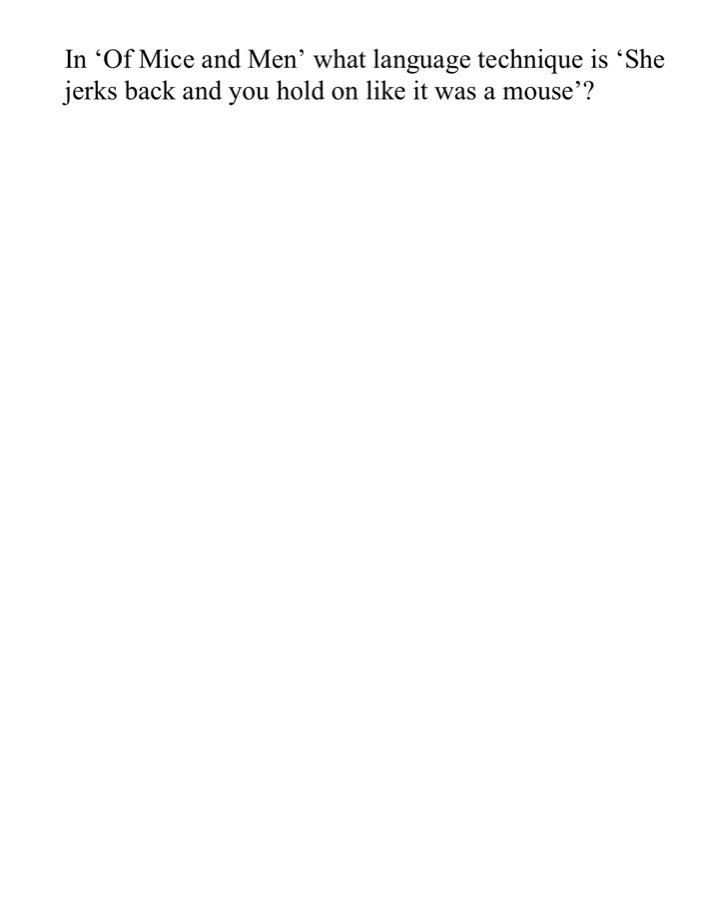 In ‘Of Mice and Men’ what language technique is ‘She
jerks back and you hold on like it was a mouse’?